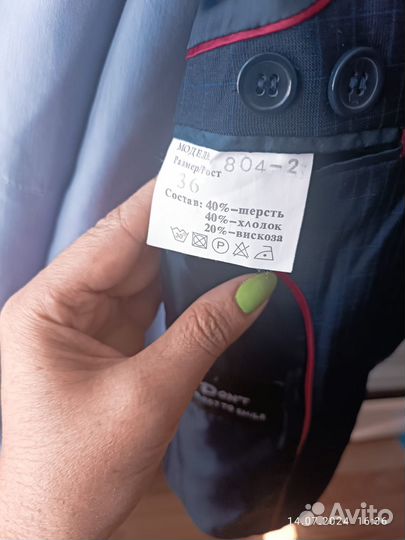 МОДЕЛЬ 804-2
Размер/Рост
36
Состав: 40%-шерсть
40%-хлопок
20%-вискоза
30
P
14.07.2024 16:36
Avito